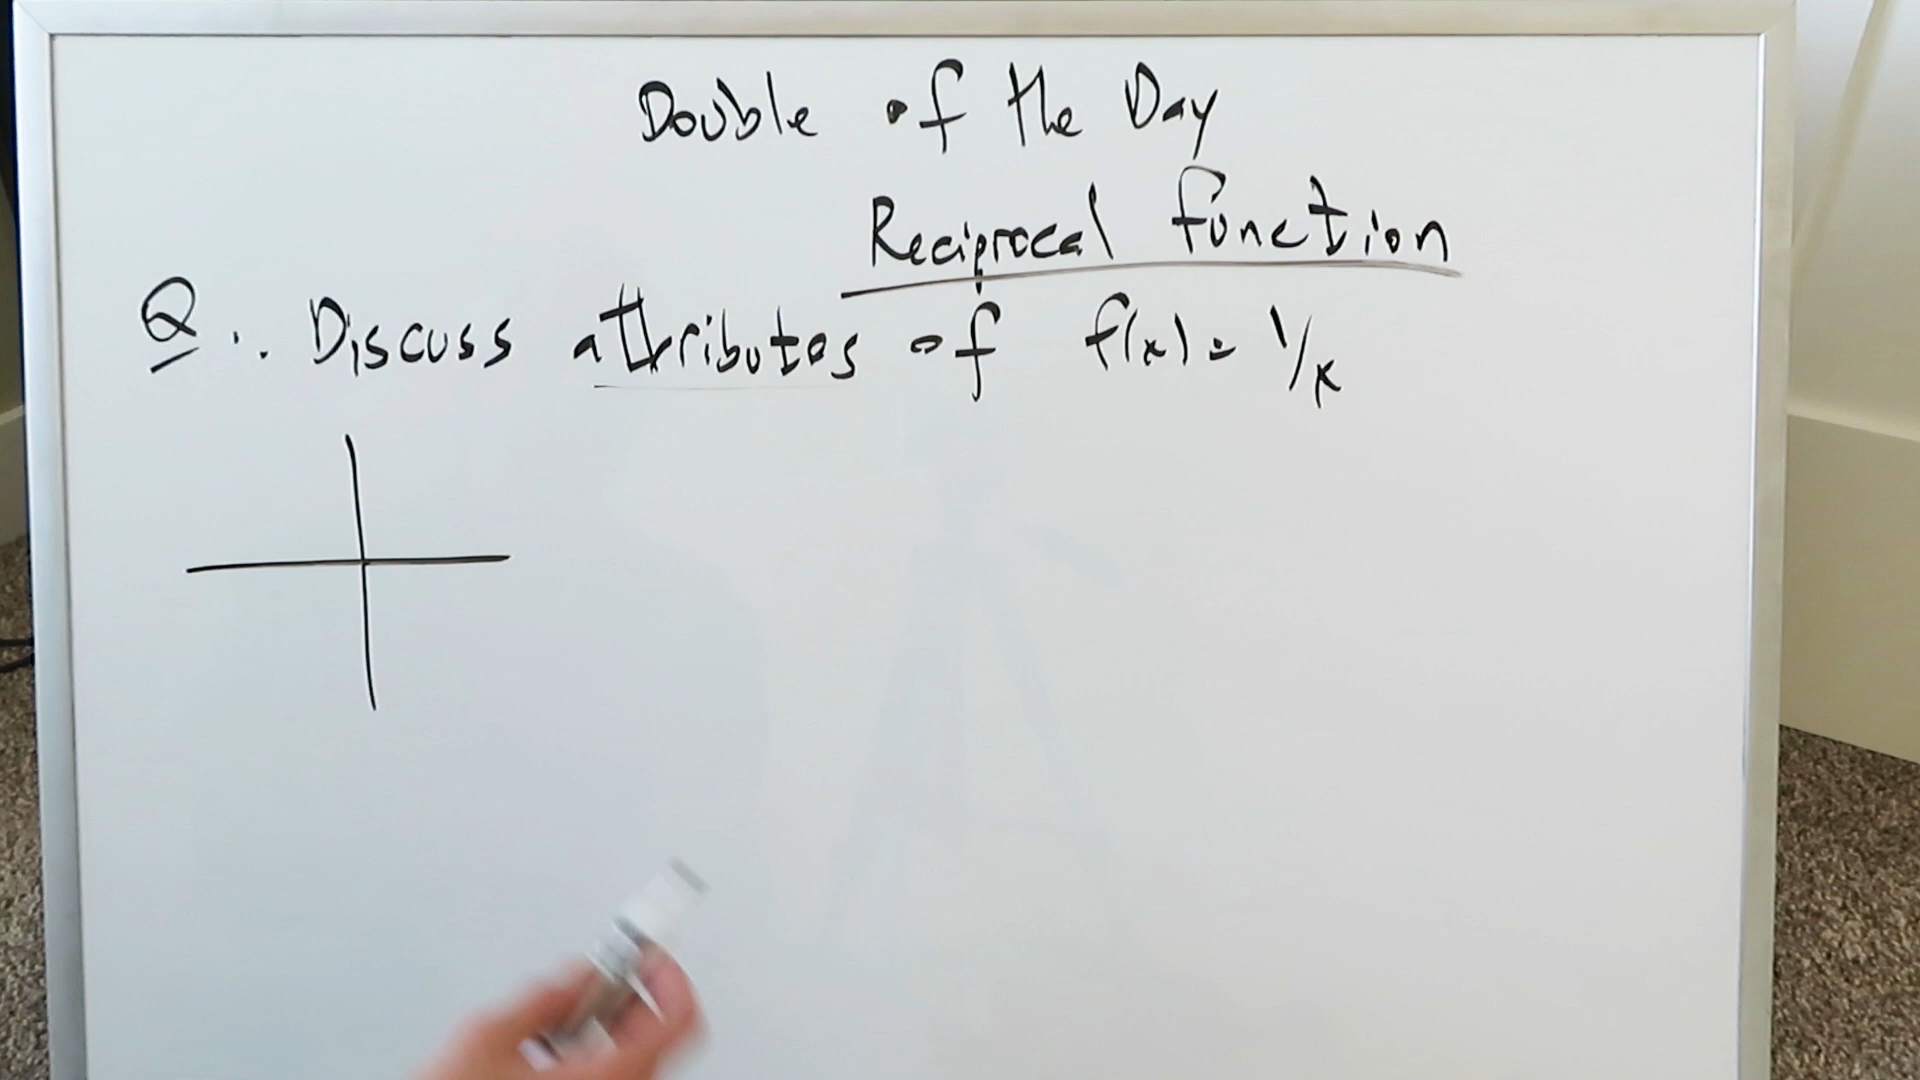 Double of the Day
Reciprocal function
Q: Discuss attributes of f(x) = 1/x